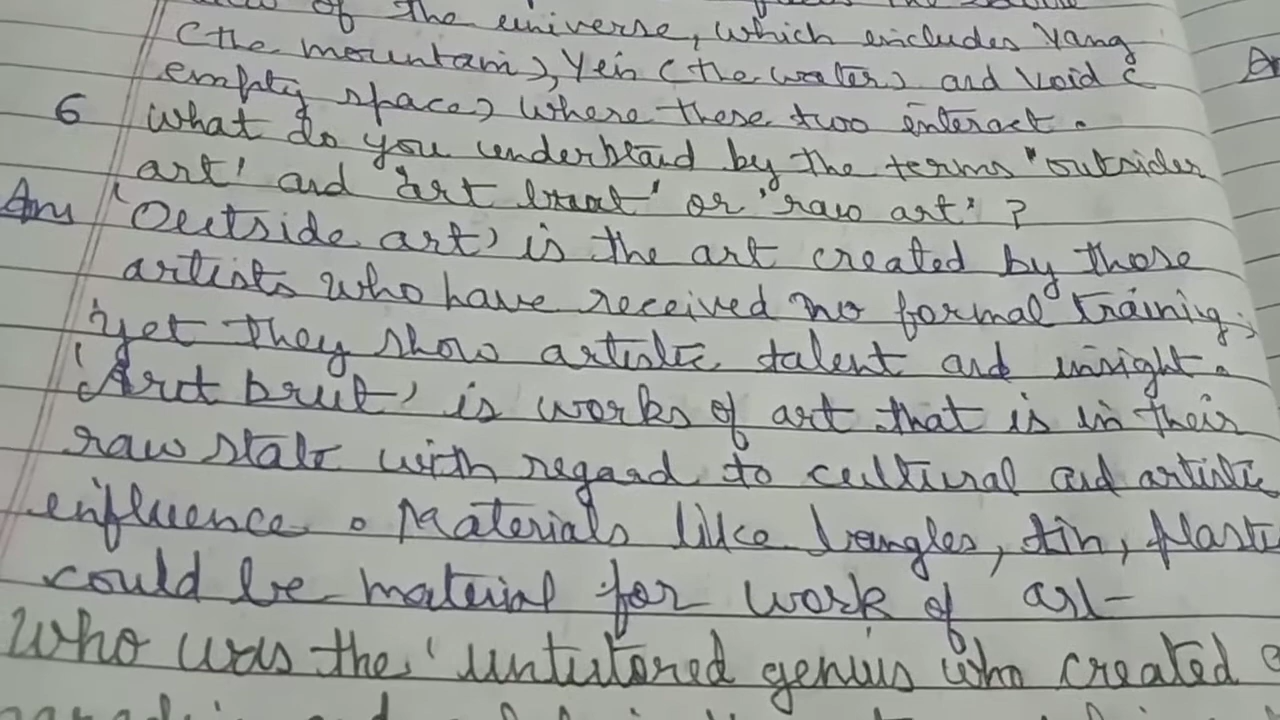 of the universe, which includes Yang
(the mountain), Yein (the water) and void (
empty space) where these two interact.
6 What do you understand by the terms "outsider
art' and 'art brut' or 'raw art' ?
Ans 'Outside art' is the art created by those
artists who have received no formal training,
yet they show artistic talent and insight.
'Art brut' is works of art that is in their
raw state with regard to cultural and artistic
influence. Materials like bangles, tin, plastic
could be material for work of art
Who was the 'untutored genius who created